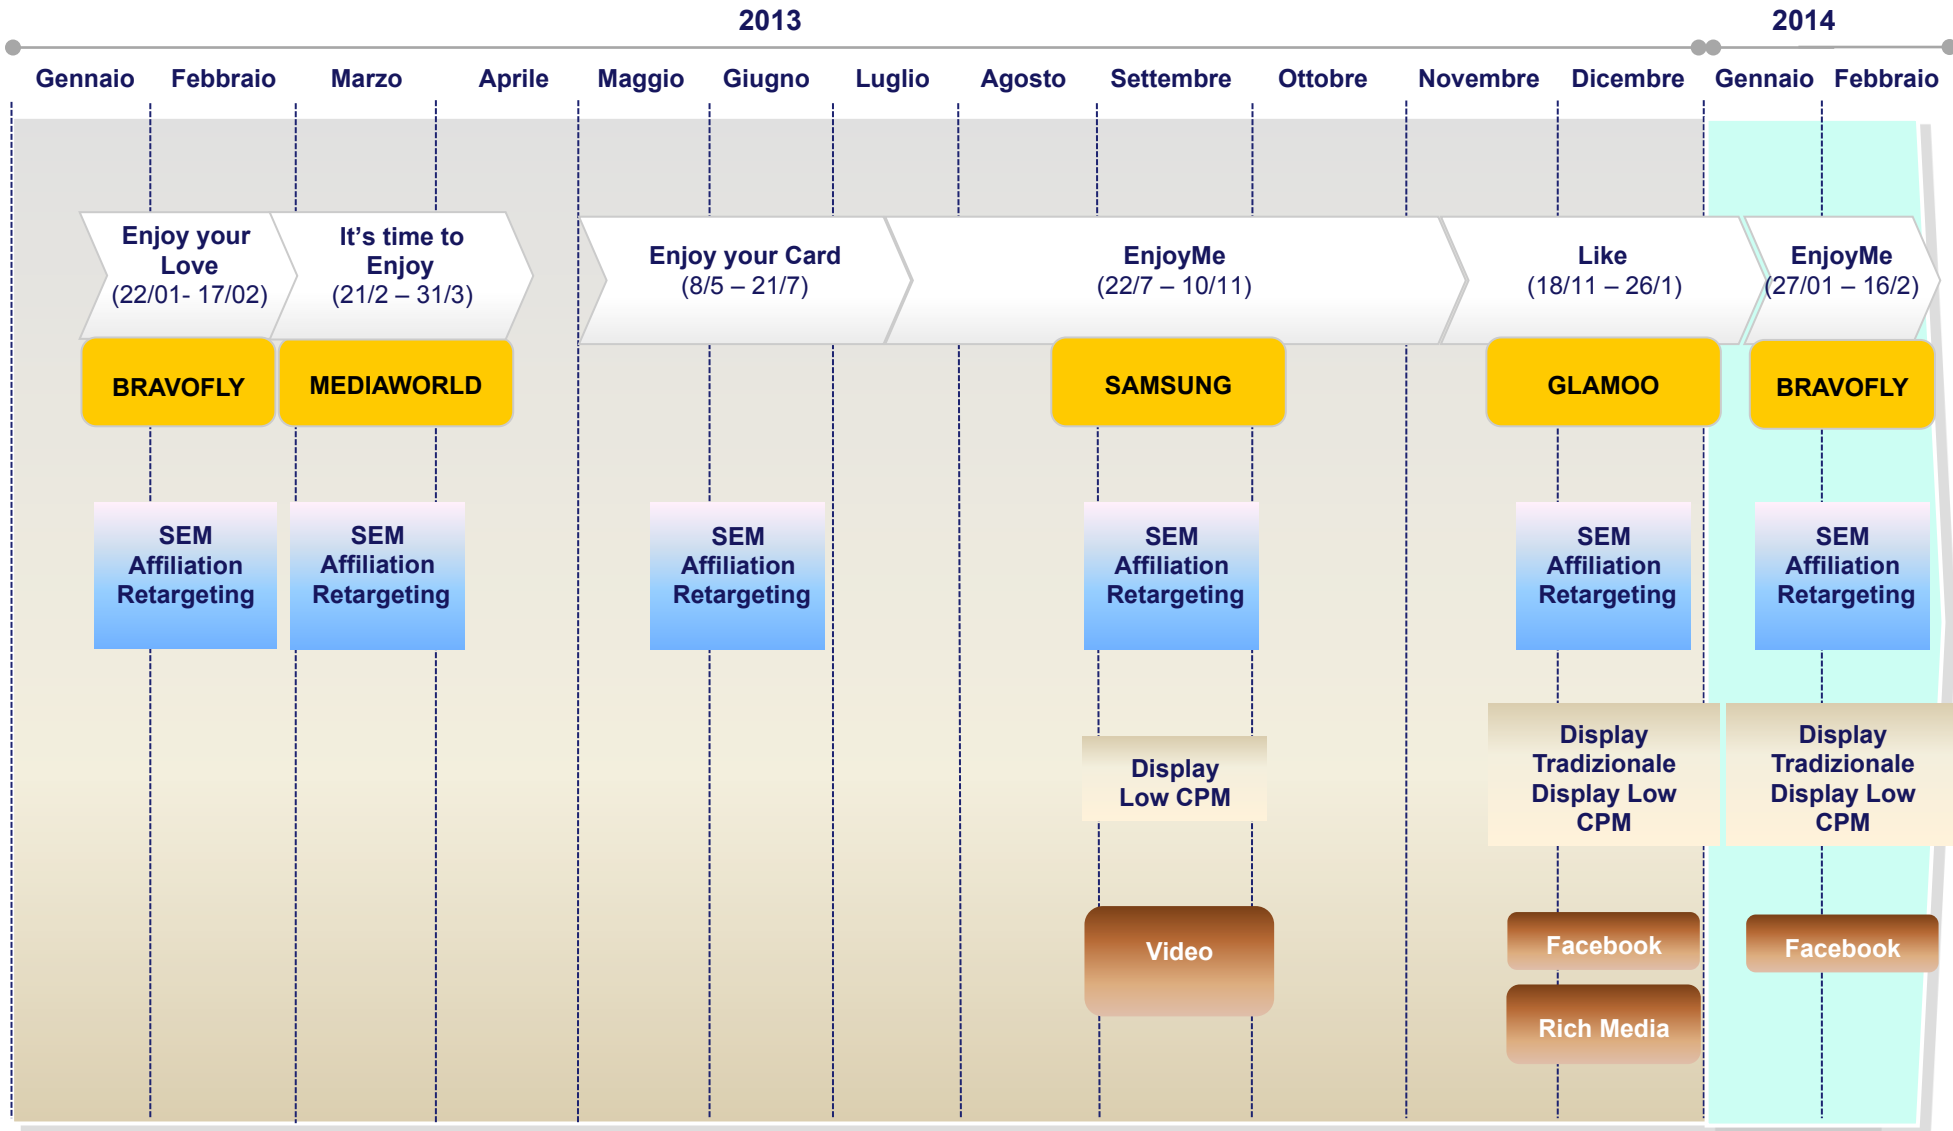 2013
2014
Gennaio
Febbraio
Marzo
Aprile
Maggio
Giugno
Luglio
Agosto
Settembre
Ottobre
Novembre
Dicembre
Gennaio
Febbraio
Enjoy your
Love
(22/01- 17/02)
It's time to
Enjoy
(21/2 – 31/3)
Enjoy your Card
(8/5 – 21/7)
EnjoyMe
(22/7 – 10/11)
Like
(18/11 – 26/1)
EnjoyMe
(27/01 – 16/2)
BRAVOFLY
MEDIAWORLD
SAMSUNG
GLAMOO
BRAVOFLY
SEM
Affiliation
Retargeting
SEM
Affiliation
Retargeting
SEM
Affiliation
Retargeting
SEM
Affiliation
Retargeting
SEM
Affiliation
Retargeting
SEM
Affiliation
Retargeting
Display
Low CPM
Display
Tradizionale
Display Low
CPM
Display
Tradizionale
Display Low
CPM
Video
Facebook
Facebook
Rich Media